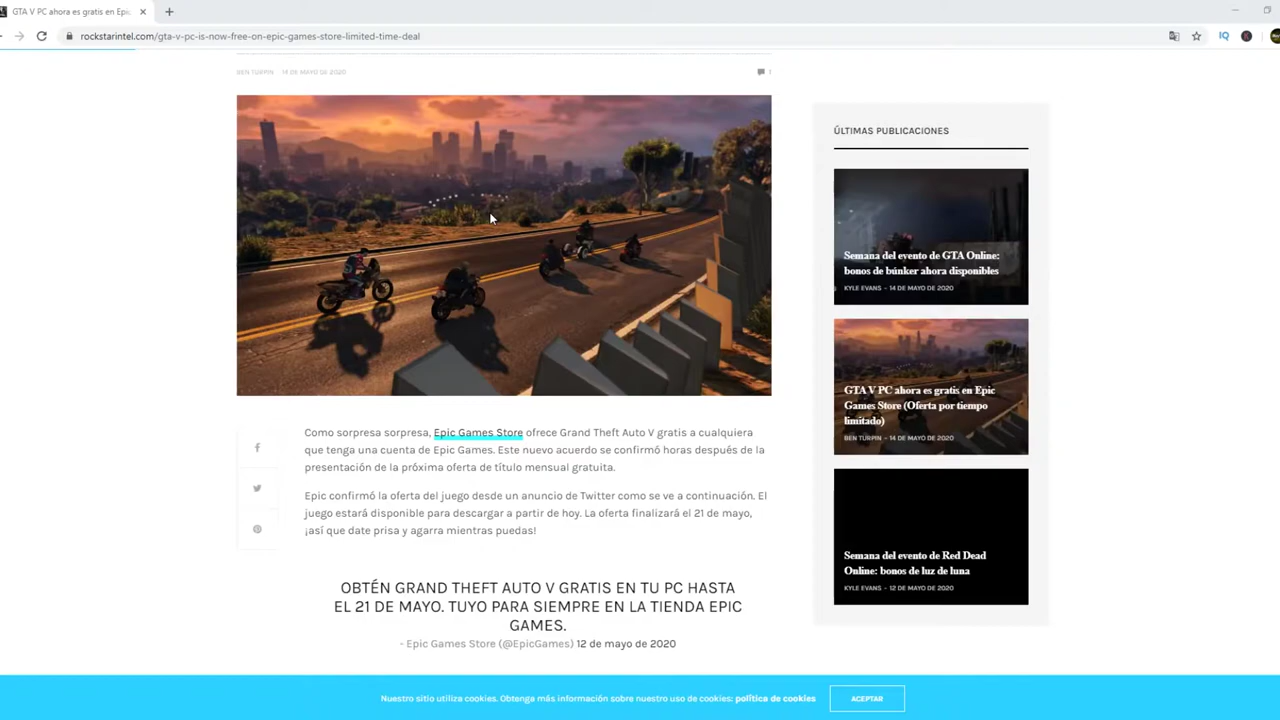 GTA V PC ahora es gratis en Epic
rockstarintel.com/gta-v-pc-is-now-free-on-epic-games-store-limited-time-deal
IQ
BEN TURPIN 14 DE MAYO DE 2020
1
Como sorpresa sorpresa, Epic Games Store ofrece Grand Theft Auto V gratis a cualquiera
que tenga una cuenta de Epic Games. Este nuevo acuerdo se confirmó horas después de la
presentación de la próxima oferta de título mensual gratuita.
Epic confirmó la oferta del juego desde un anuncio de Twitter como se ve a continuación. El
juego estará disponible para descargar a partir de hoy. La oferta finalizará el 21 de mayo,
¡así que date prisa y agarra mientras puedas!
OBTÉN GRAND THEFT AUTO V GRATIS EN TU PC HASTA
EL 21 DE MAYO. TUYO PARA SIEMPRE EN LA TIENDA EPIC
GAMES.
- Epic Games Store (@EpicGames) 12 de mayo de 2020
ÚLTIMAS PUBLICACIONES
Semana del evento de GTA Online:
bonos de búnker ahora disponibles
KYLE EVANS - 14 DE MAYO DE 2020
GTA V PC ahora es gratis en Epic
Games Store (Oferta por tiempo
limitado)
BEN TURPIN - 14 DE MAYO DE 2020
Semana del evento de Red Dead
Online: bonos de luz de luna
KYLE EVANS - 12 DE MAYO DE 2020
Nuestro sitio utiliza cookies. Obtenga más información sobre nuestro uso de cookies: política de cookies
ACEPTAR